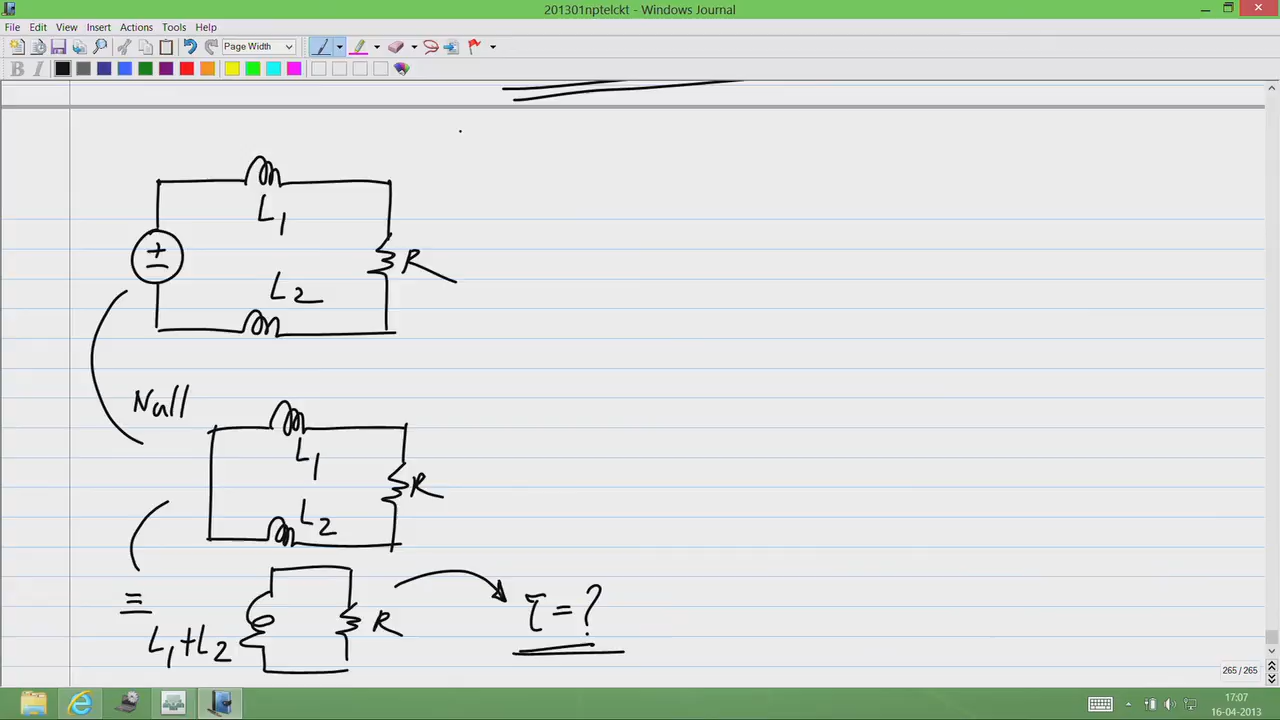 201301nptelckt - Windows Journal
File Edit View Insert Actions Tools Help
Page Width
B I
L1
+
R
L2
Null
L1
R
L2
=
L1+L2
R
τ = ?
265 / 265
17:07
16-04-2013